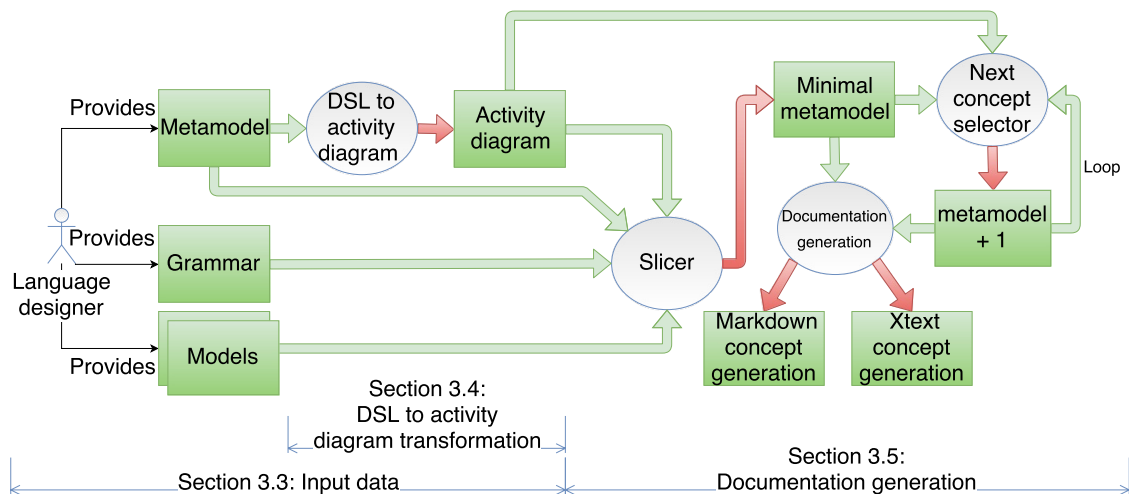 Provides
Metamodel
DSL to
activity
diagram
Activity
diagram
Minimal
metamodel
Next
concept
selector
Loop
Provides
Grammar
Language
designer
Slicer
Documentation
generation
metamodel
+ 1
Provides
Models
Markdown
concept
generation
Xtext
concept
generation
Section 3.4:
DSL to activity
diagram transformation
Section 3.3: Input data
Section 3.5:
Documentation generation